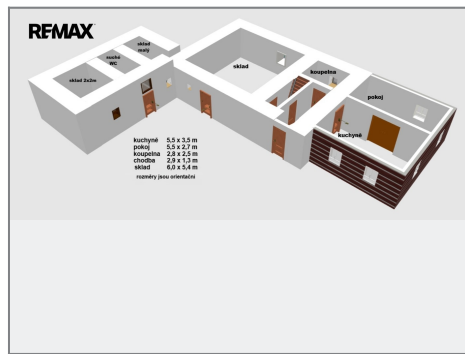 RE/MAX
sklad malý
suché WC
sklad 2x2m
sklad
koupelna
pokoj
kuchyně
kuchyně 5,5 x 3,5 m
pokoj 5,5 x 2,7 m
koupelna 2,8 x 2,5 m
chodba 2,9 x 1,3 m
sklad 6,0 x 5,4 m
rozměry jsou orientační